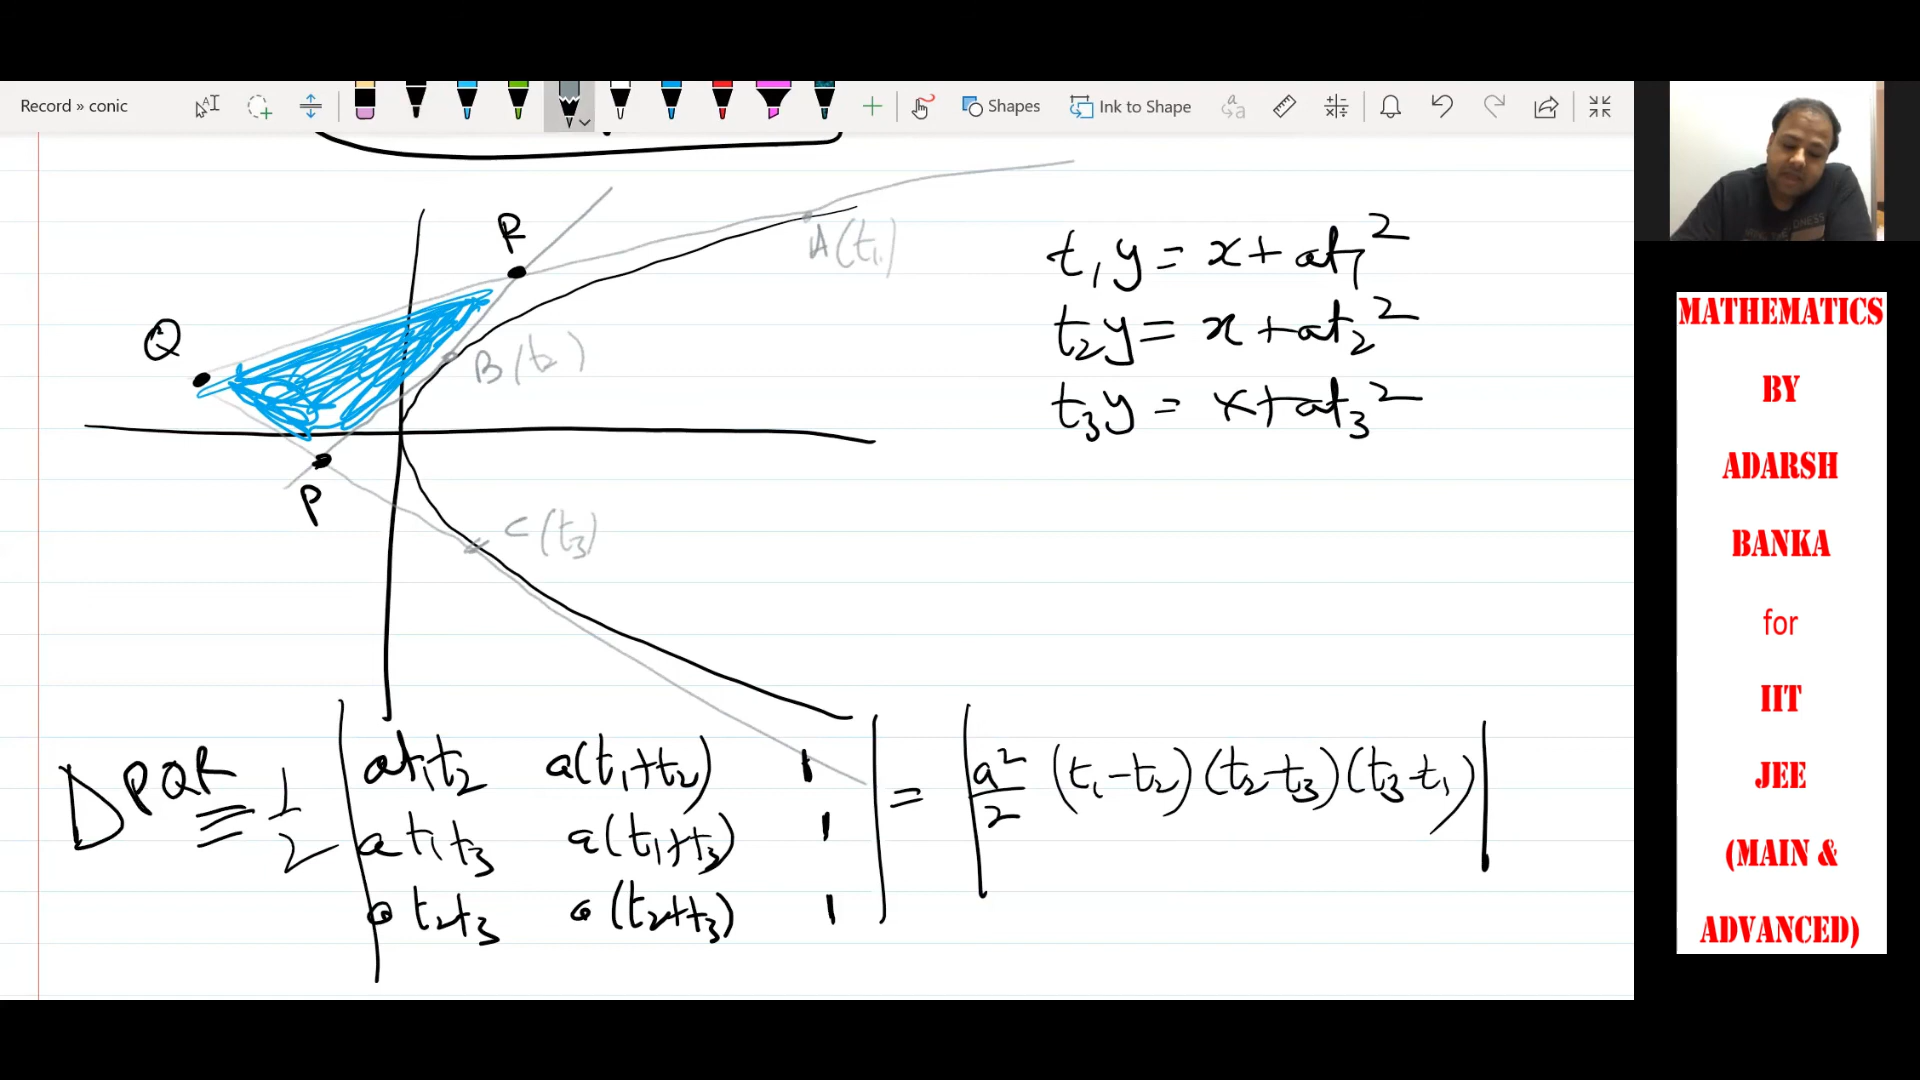 Record » conic
Shapes
Ink to Shape
R
A(t₁)
t₁y = x + at₁²
Q
B(t₂)
t₂y = x + at₂²
t₃y = x + at₃²
P
C(t₃)
Δ PQR = 1/2 | at₁t₂ a(t₁+t₂) 1 | = | a²/2 (t₁-t₂)(t₂-t₃)(t₃-t₁) |
at₁t₃ a(t₁+t₃) 1
a t₂t₃ a(t₂+t₃) 1
MATHEMATICS
BY
ADARSH
BANKA
for
IIT
JEE
(MAIN &
ADVANCED)